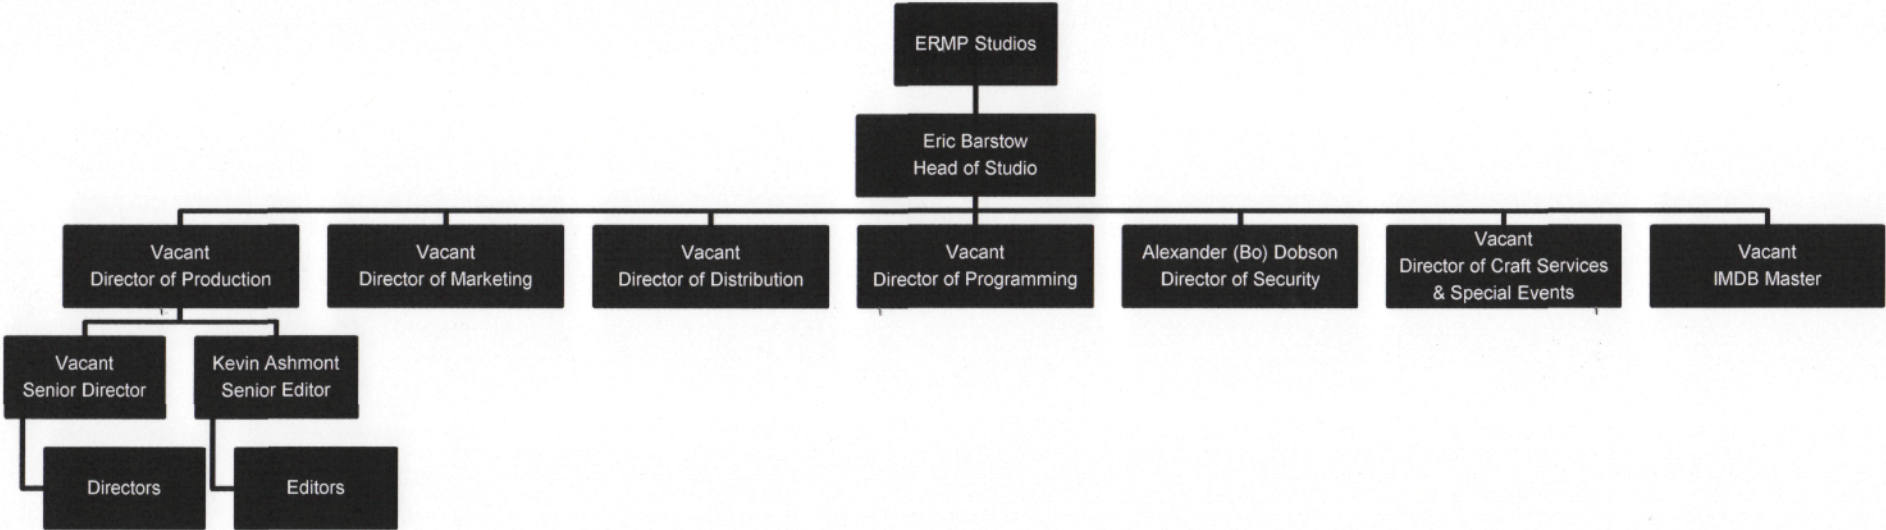 ERMP Studios
Eric Barstow
Head of Studio
Vacant
Director of Production
Vacant
Director of Marketing
Vacant
Director of Distribution
Vacant
Director of Programming
Alexander (Bo) Dobson
Director of Security
Vacant
Director of Craft Services
& Special Events
Vacant
IMDB Master
Vacant
Senior Director
Kevin Ashmont
Senior Editor
Directors
Editors